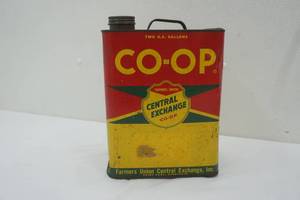 TWO U.S. GALLONS
CO-OP
FARMERS UNION
CENTRAL
EXCHANGE
CO-OP
Farmers Union Central Exchange, Inc.